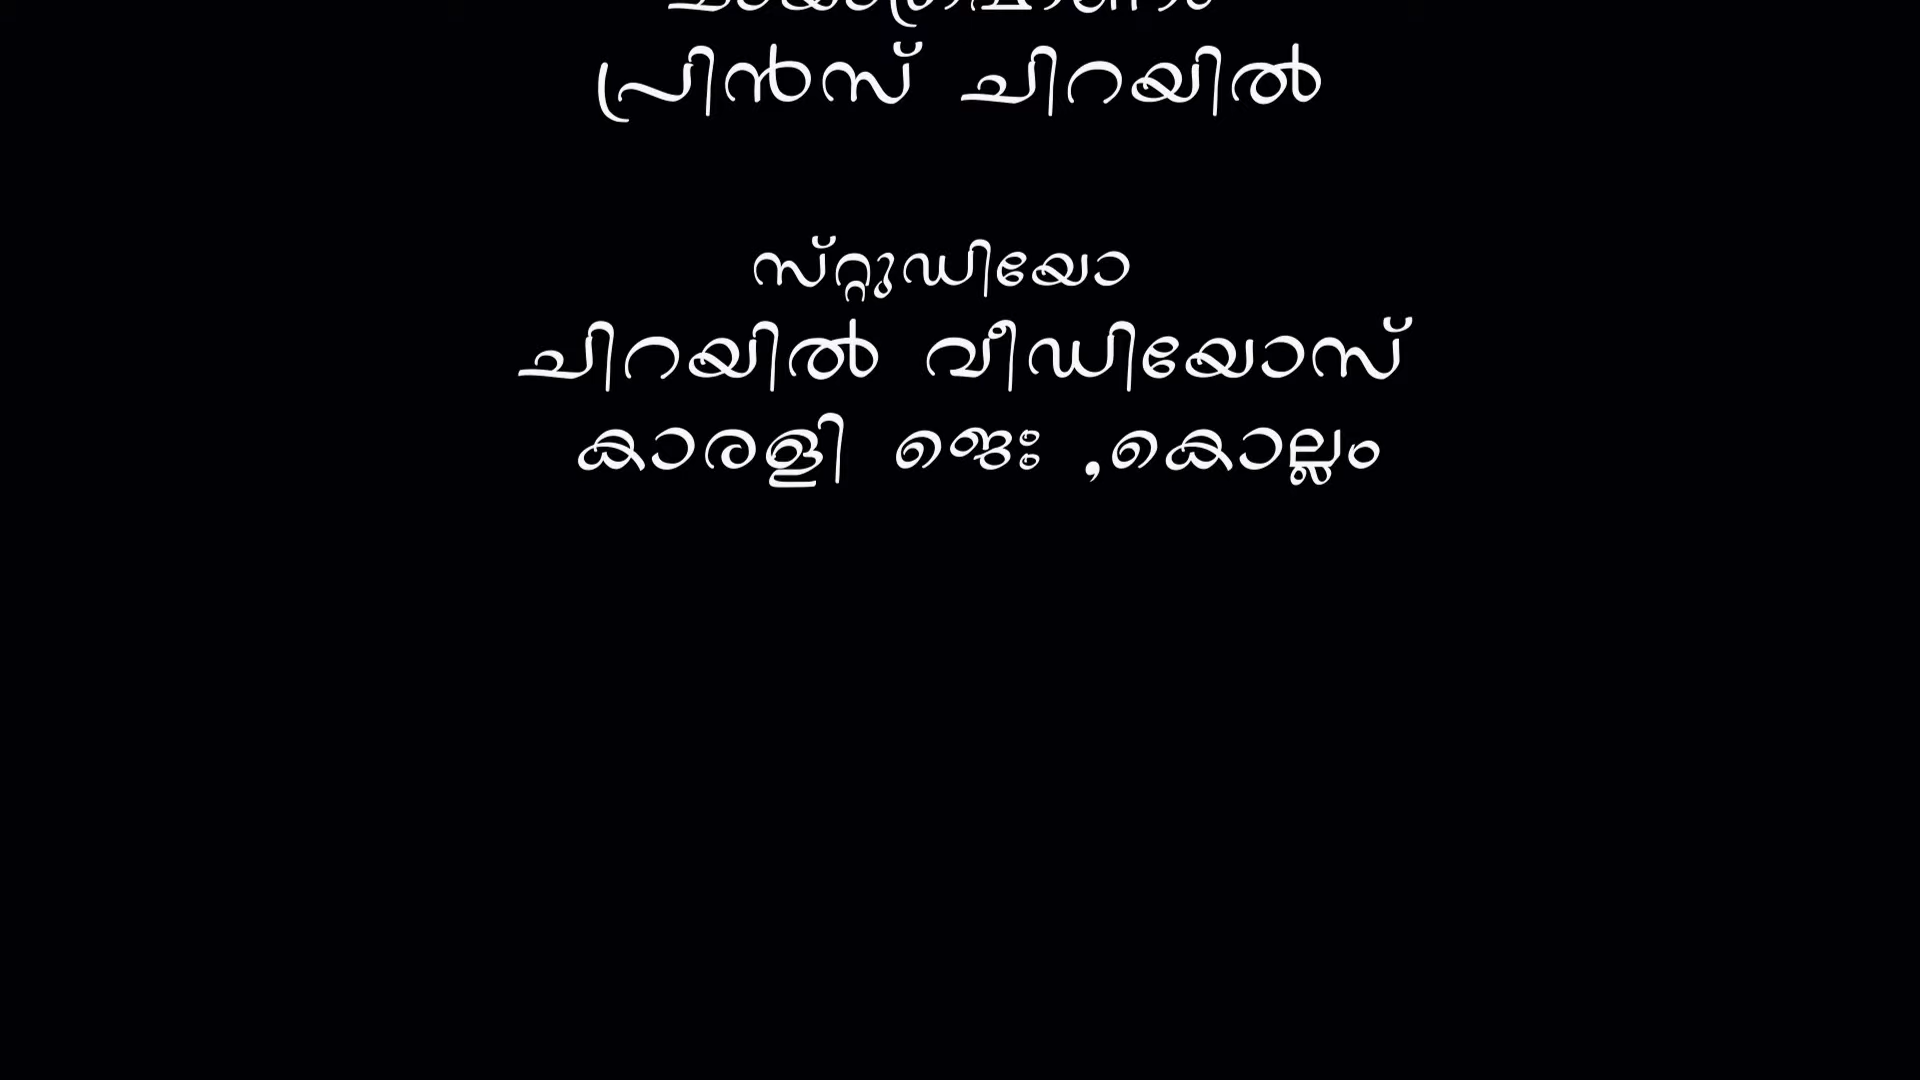 പ്രിൻസ് ചിറയിൽ
സ്റ്റുഡിയോ
ചിറയിൽ വീഡിയോസ്
കാരളി ജെഃ ,കൊല്ലം